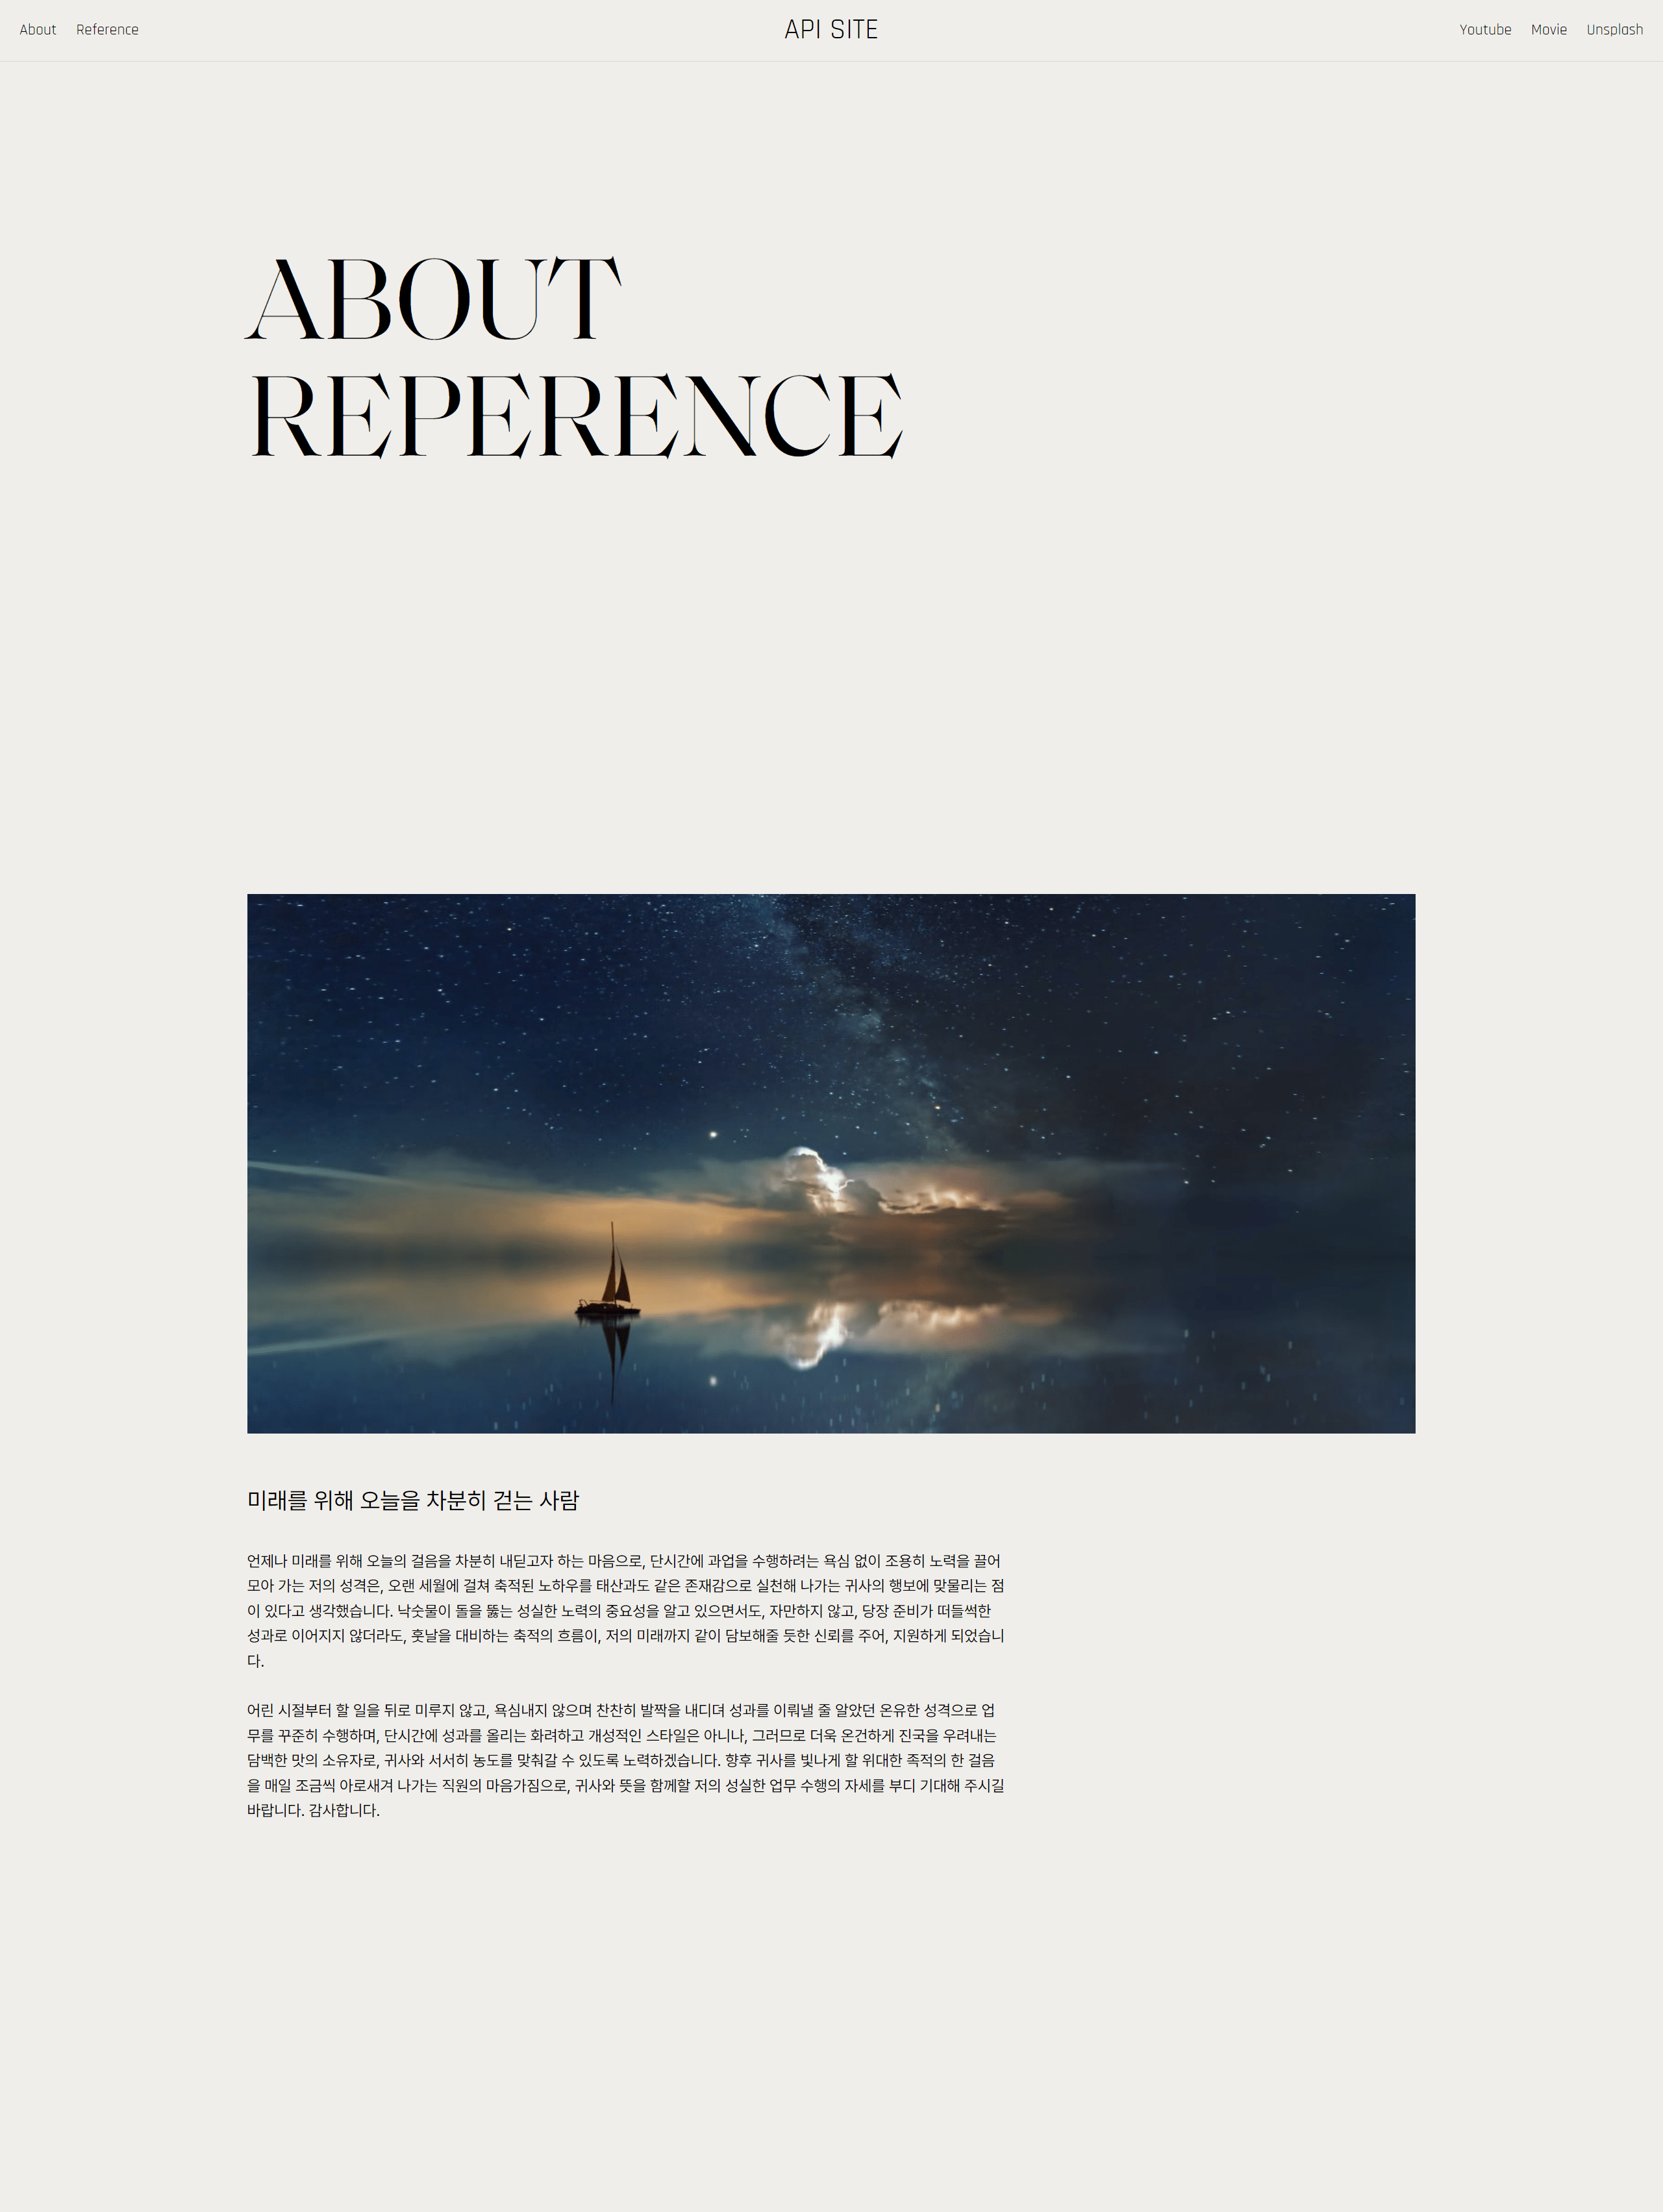 About Reference API SITE Youtube Movie Unsplash
ABOUT
REPERENCE
미래를 위해 오늘을 차분히 걷는 사람
언제나 미래를 위해 오늘의 걸음을 차분히 내딛고자 하는 마음으로, 단시간에 과업을 수행하려는 욕심 없이 조용히 노력을 끌어
모아 가는 저의 성격은, 오랜 세월에 걸쳐 축적된 노하우를 태산과도 같은 존재감으로 실천해 나가는 귀사의 행보에 맞물리는 점
이 있다고 생각했습니다. 낙숫물이 돌을 뚫는 성실한 노력의 중요성을 알고 있으면서도, 자만하지 않고, 당장 준비가 떠들썩한
성과로 이어지지 않더라도, 훗날을 대비하는 축적의 흐름이, 저의 미래까지 같이 담보해줄 듯한 신뢰를 주어, 지원하게 되었습니
다.
어린 시절부터 할 일을 뒤로 미루지 않고, 욕심내지 않으며 찬찬히 발짝을 내디뎌 성과를 이뤄낼 줄 알았던 온유한 성격으로 업
무를 꾸준히 수행하며, 단시간에 성과를 올리는 화려하고 개성적인 스타일은 아니나, 그러므로 더욱 온건하게 진국을 우려내는
담백한 맛의 소유자로, 귀사와 서서히 농도를 맞춰갈 수 있도록 노력하겠습니다. 향후 귀사를 빛나게 할 위대한 족적의 한 걸음
을 매일 조금씩 아로새겨 나가는 직원의 마음가짐으로, 귀사와 뜻을 함께할 저의 성실한 업무 수행의 자세를 부디 기대해 주시길
바랍니다. 감사합니다.